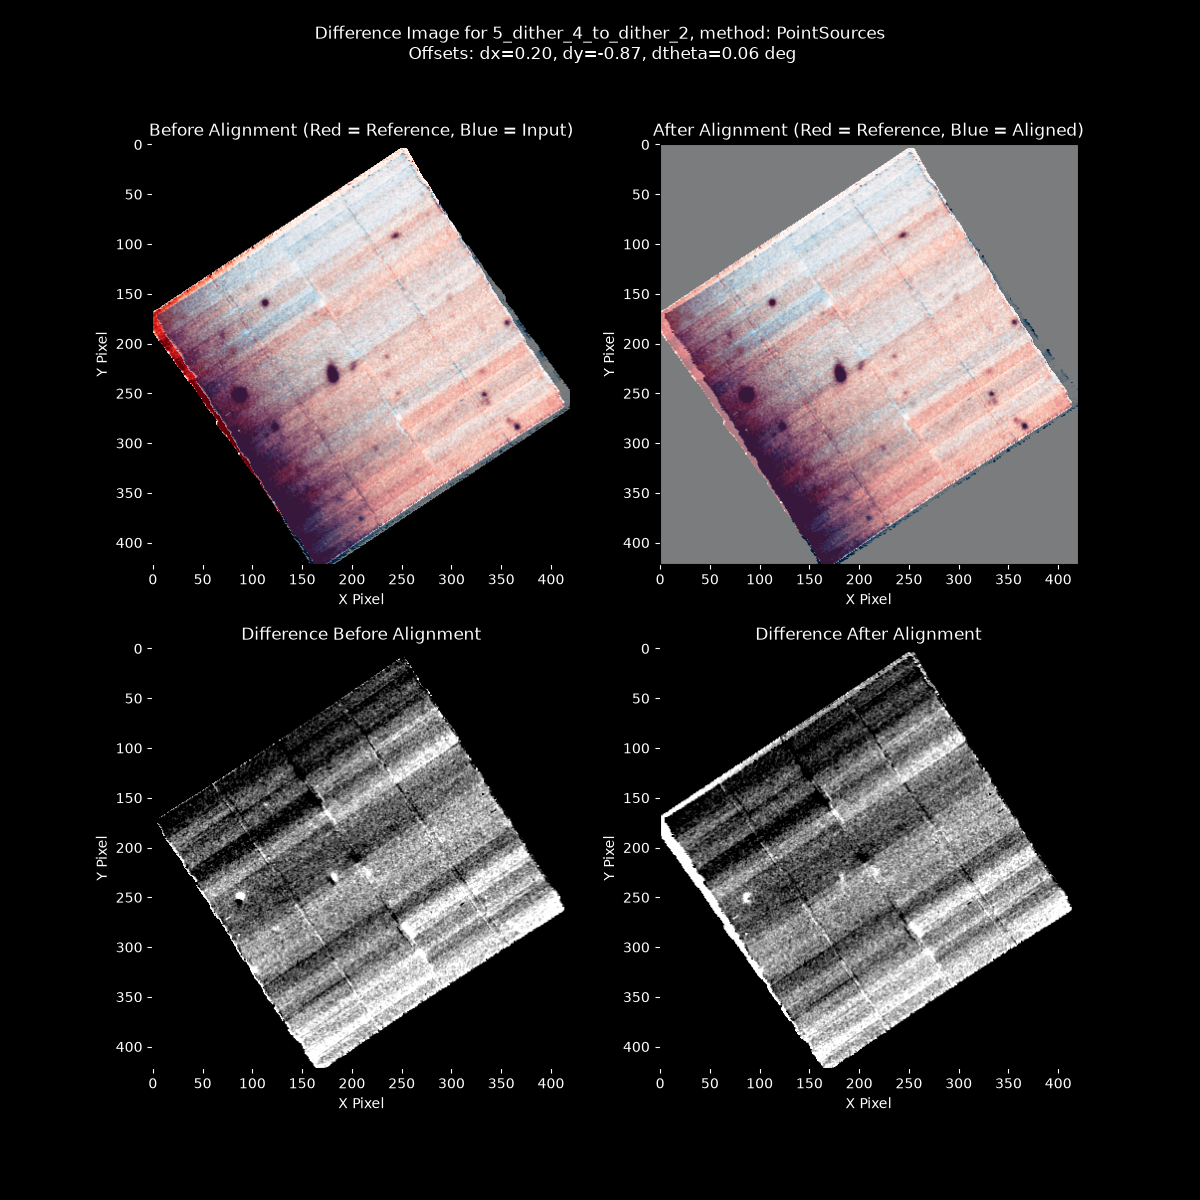 Difference Image for 5_dither_4_to_dither_2, method: PointSources
Offsets: dx=0.20, dy=-0.87, dtheta=0.06 deg
Before Alignment (Red = Reference, Blue = Input)
0
50
100
150
200
250
300
350
400
Y Pixel
0 50 100 150 200 250 300 350 400
X Pixel
After Alignment (Red = Reference, Blue = Aligned)
0
50
100
150
200
250
300
350
400
Y Pixel
0 50 100 150 200 250 300 350 400
X Pixel
Difference Before Alignment
0
50
100
150
200
250
300
350
400
Y Pixel
0 50 100 150 200 250 300 350 400
X Pixel
Difference After Alignment
0
50
100
150
200
250
300
350
400
Y Pixel
0 50 100 150 200 250 300 350 400
X Pixel